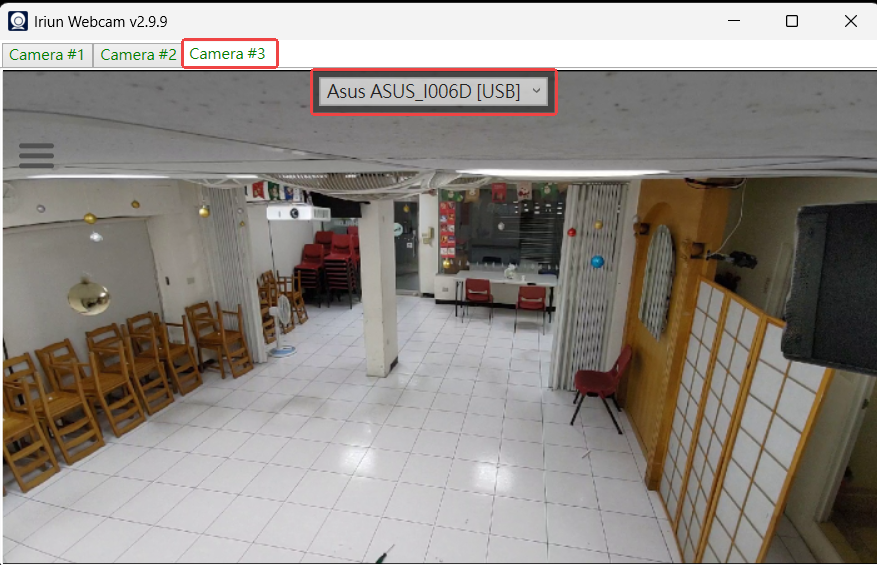 Iriun Webcam v2.9.9
Camera #1
Camera #2
Camera #3
Asus ASUS_I006D [USB]